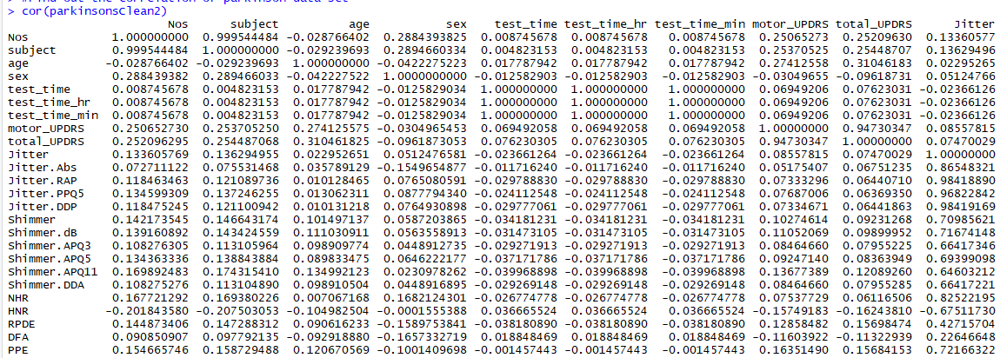 > cor(parkinsonsClean2)
Nos subject age sex test_time test_time_hr test_time_min motor_UPDRS total_UPDRS Jitter
Nos 1.000000000 0.999544484 -0.028766402 0.2884393825 0.008745678 0.008745678 0.008745678 0.25065273 0.25209630 0.13360577
subject 0.999544484 1.000000000 -0.029239693 0.2894660334 0.004823153 0.004823153 0.004823153 0.25370525 0.25448707 0.13629496
age -0.028766402 -0.029239693 1.000000000 -0.0422275223 0.017787942 0.017787942 0.017787942 0.27412558 0.31046183 0.02295265
sex 0.288439382 0.289466033 -0.042227522 1.0000000000 -0.012582903 -0.012582903 -0.012582903 -0.03049655 -0.09618731 0.05124766
test_time 0.008745678 0.004823153 0.017787942 -0.0125829034 1.000000000 1.000000000 1.000000000 0.06949206 0.07623031 -0.02366126
test_time_hr 0.008745678 0.004823153 0.017787942 -0.0125829034 1.000000000 1.000000000 1.000000000 0.06949206 0.07623031 -0.02366126
test_time_min 0.008745678 0.004823153 0.017787942 -0.0125829034 1.000000000 1.000000000 1.000000000 0.06949206 0.07623031 -0.02366126
motor_UPDRS 0.250652730 0.253705250 0.274125575 -0.0304965453 0.069492058 0.069492058 0.069492058 1.00000000 0.94730347 0.08557815
total_UPDRS 0.252096295 0.254487068 0.310461825 -0.0961873053 0.076230305 0.076230305 0.076230305 0.94730347 1.00000000 0.07470029
Jitter 0.133605769 0.136294955 0.022952651 0.0512476581 -0.023661264 -0.023661264 -0.023661264 0.08557815 0.07470029 1.00000000
Jitter.Abs 0.072711122 0.075531468 0.035789129 -0.1549654877 -0.011716240 -0.011716240 -0.011716240 0.05175407 0.06751235 0.86548321
Jitter.RAP 0.118463463 0.121089736 0.010128465 0.0765080591 -0.029788830 -0.029788830 -0.029788830 0.07333296 0.06440710 0.98418890
Jitter.PPQ5 0.134599309 0.137246255 0.013062311 0.0877794340 -0.024112548 -0.024112548 -0.024112548 0.07687006 0.06369350 0.96822842
Jitter.DDP 0.118475245 0.121100942 0.010131218 0.0764930898 -0.029777061 -0.029777061 -0.029777061 0.07334671 0.06441863 0.98419169
Shimmer 0.142173545 0.146643174 0.101497137 0.0587203865 -0.034181231 -0.034181231 -0.034181231 0.10274614 0.09231268 0.70985621
Shimmer.dB 0.139160892 0.143424559 0.111030911 0.0563558913 -0.031473105 -0.031473105 -0.031473105 0.11052069 0.09899952 0.71674148
Shimmer.APQ3 0.108276305 0.113105964 0.098909774 0.0448912735 -0.029271913 -0.029271913 -0.029271913 0.08464660 0.07955225 0.66417346
Shimmer.APQ5 0.134363336 0.138843884 0.089833475 0.0646222177 -0.037171786 -0.037171786 -0.037171786 0.09247140 0.08363949 0.69399098
Shimmer.APQ11 0.169892483 0.174315410 0.134992123 0.0230978262 -0.039968898 -0.039968898 -0.039968898 0.13677389 0.12089260 0.64603212
Shimmer.DDA 0.108275276 0.113104890 0.098910504 0.0448916895 -0.029269148 -0.029269148 -0.029269148 0.08464660 0.07955285 0.66417221
NHR 0.167721292 0.169380226 0.007067168 0.1682124301 -0.026774778 -0.026774778 -0.026774778 0.07537729 0.06116506 0.82522195
HNR -0.201843580 -0.207503053 -0.104982504 -0.0001555388 0.036665524 0.036665524 0.036665524 -0.15749183 -0.16243810 -0.67511730
RPDE 0.144873406 0.147288312 0.090616233 -0.1589753841 -0.038180890 -0.038180890 -0.038180890 0.12858482 0.15698474 0.42715704
DFA 0.090850907 0.097792135 -0.092918880 -0.1657332719 0.018848469 0.018848469 0.018848469 -0.11603922 -0.11322939 0.22646648
PPE 0.154665746 0.158729488 0.120670569 -0.1001409698 -0.001457443 -0.001457443 -0.001457443 0.16351490 0.15684153 0.72166322